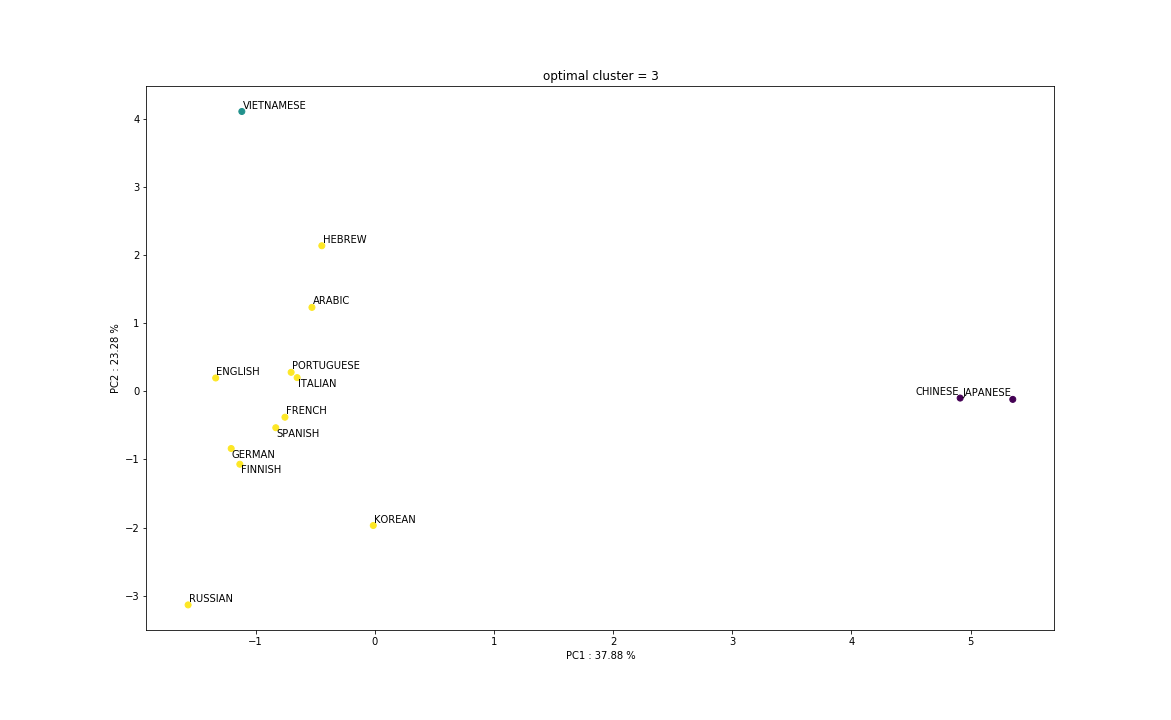 optimal cluster = 3
4
VIETNAMESE
3
HEBREW
2
ARABIC
1
PORTUGUESE
ENGLISH
ITALIAN
0
CHINESE
JAPANESE
FRENCH
SPANISH
−1
GERMAN
FINNISH
−2
KOREAN
−3
RUSSIAN
PC2 : 23.28 %
−1 0 1 2 3 4 5
PC1 : 37.88 %